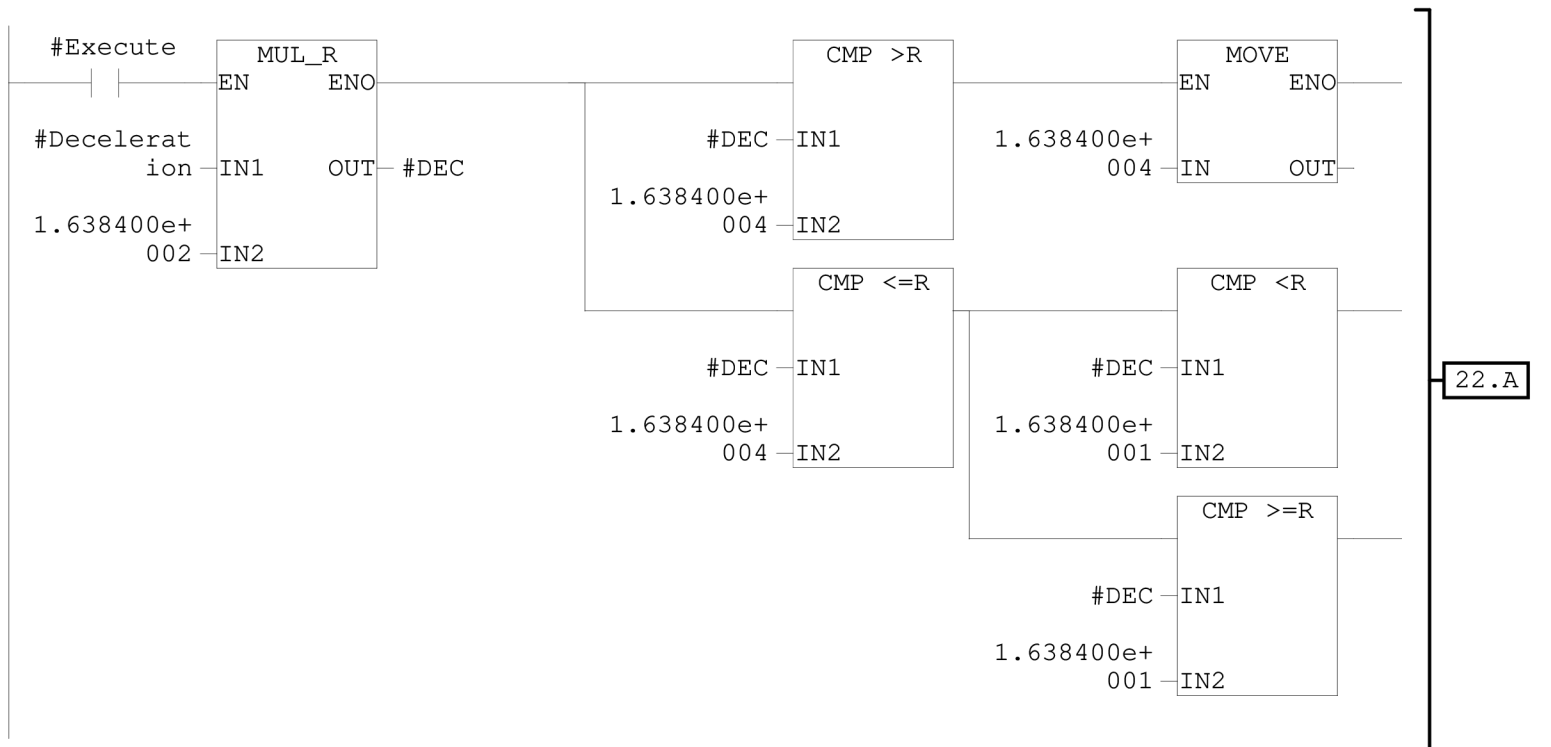 #Execute
MUL_R
CMP >R
MOVE
EN ENO
EN ENO
#Decelerat
ion
IN1 OUT #DEC
#DEC IN1
1.638400e+
004 IN OUT
1.638400e+
002 IN2
1.638400e+
004 IN2
CMP <=R
CMP <R
#DEC IN1
#DEC IN1
22.A
1.638400e+
004 IN2
1.638400e+
001 IN2
CMP >=R
#DEC IN1
1.638400e+
001 IN2